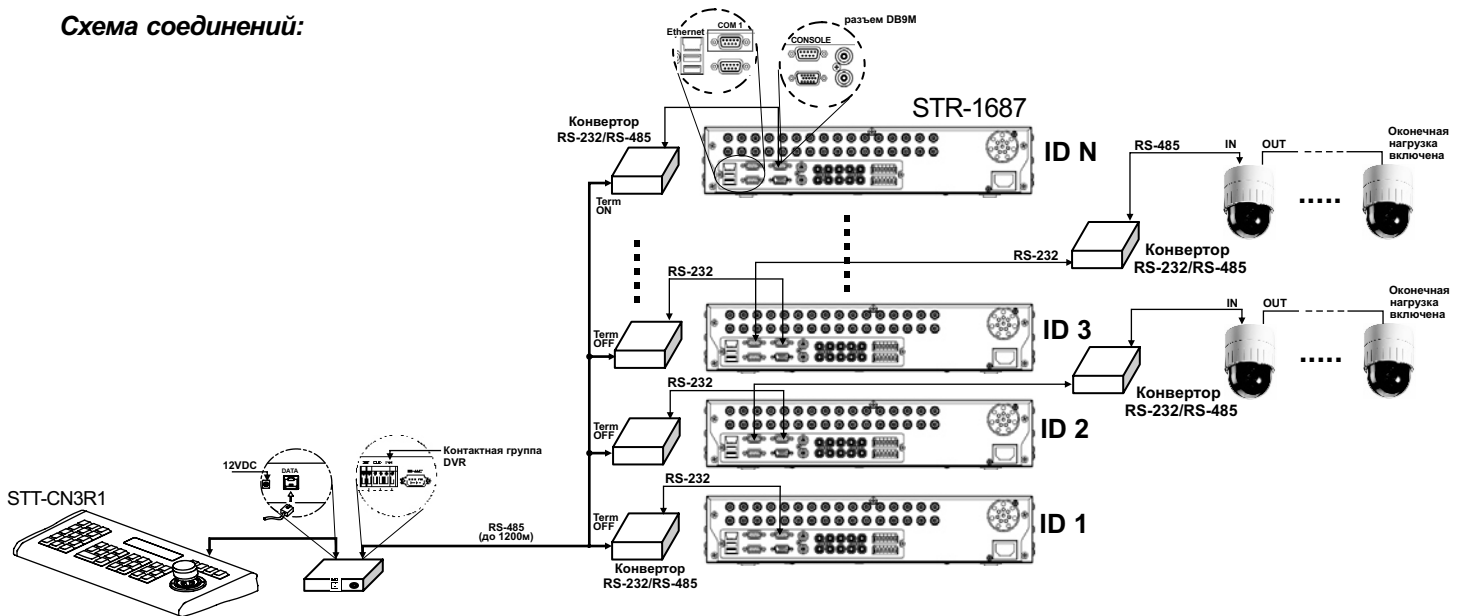 Схема соединений:
разъем DB9M
Ethernet
COM 1
CONSOLE
STR-1687
Конвертор
RS-232/RS-485
ID N
RS-485
IN
OUT
Оконечная
нагрузка
включена
Term
ON
RS-232
Конвертор
RS-232/RS-485
RS-232
Term
OFF
ID 3
IN
OUT
Оконечная
нагрузка
включена
RS-232
Term
OFF
ID 2
Конвертор
RS-232/RS-485
Контактная группа
DVR
12VDC
DATA
STT-CN3R1
RS-232
Term
OFF
ID 1
RS-485
(до 1200м)
Конвертор
RS-232/RS-485